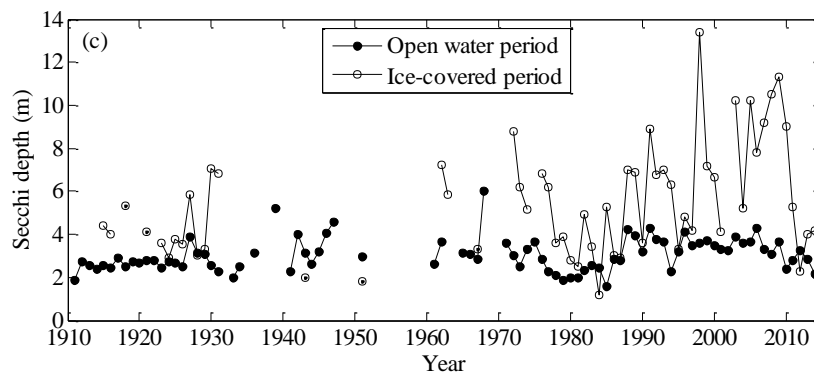 (c)
Open water period
Ice-covered period
Secchi depth (m)
14
12
10
8
6
4
2
0
1910 1920 1930 1940 1950 1960 1970 1980 1990 2000 2010
Year